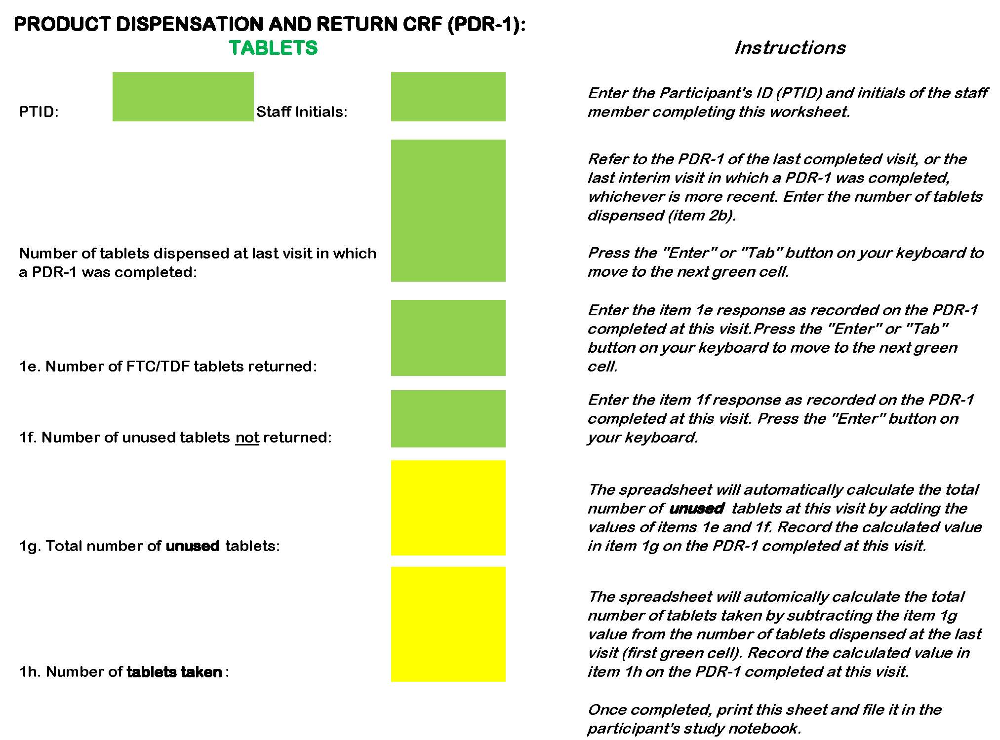 PRODUCT DISPENSATION AND RETURN CRF (PDR-1):
TABLETS
Instructions
PTID:
Staff Initials:
Enter the Participant's ID (PTID) and initials of the staff
member completing this worksheet.
Number of tablets dispensed at last visit in which
a PDR-1 was completed:
Refer to the PDR-1 of the last completed visit, or the
last interim visit in which a PDR-1 was completed,
whichever is more recent. Enter the number of tablets
dispensed (item 2b).
Press the "Enter" or "Tab" button on your keyboard to
move to the next green cell.
1e. Number of FTC/TDF tablets returned:
Enter the item 1e response as recorded on the PDR-1
completed at this visit.Press the "Enter" or "Tab"
button on your keyboard to move to the next green
cell.
1f. Number of unused tablets not returned:
Enter the item 1f response as recorded on the PDR-1
completed at this visit. Press the "Enter" button on
your keyboard.
1g. Total number of unused tablets:
The spreadsheet will automatically calculate the total
number of unused tablets at this visit by adding the
values of items 1e and 1f. Record the calculated value
in item 1g on the PDR-1 completed at this visit.
1h. Number of tablets taken :
The spreadsheet will automically calculate the total
number of tablets taken by subtracting the item 1g
value from the number of tablets dispensed at the last
visit (first green cell). Record the calculated value in
item 1h on the PDR-1 completed at this visit.
Once completed, print this sheet and file it in the
participant's study notebook.